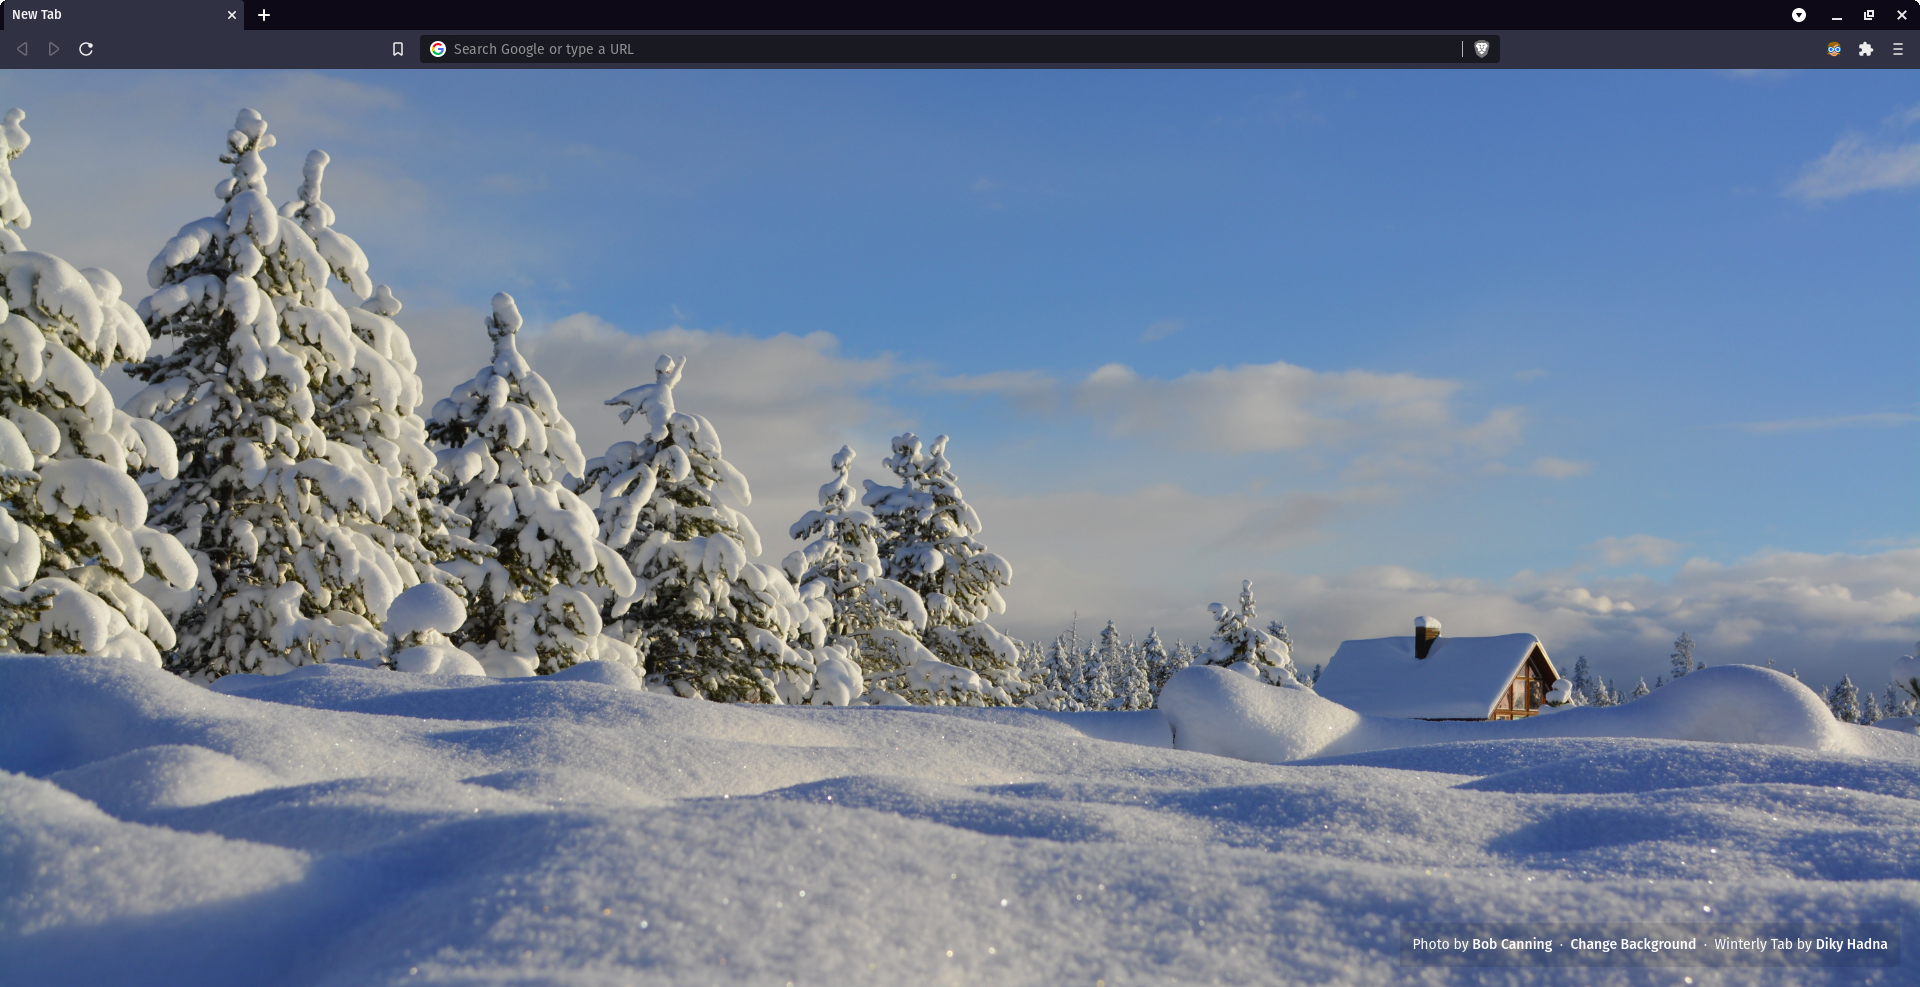 New Tab
Search Google or type a URL
Photo by Bob Canning · Change Background · Winterly Tab by Diky Hadna